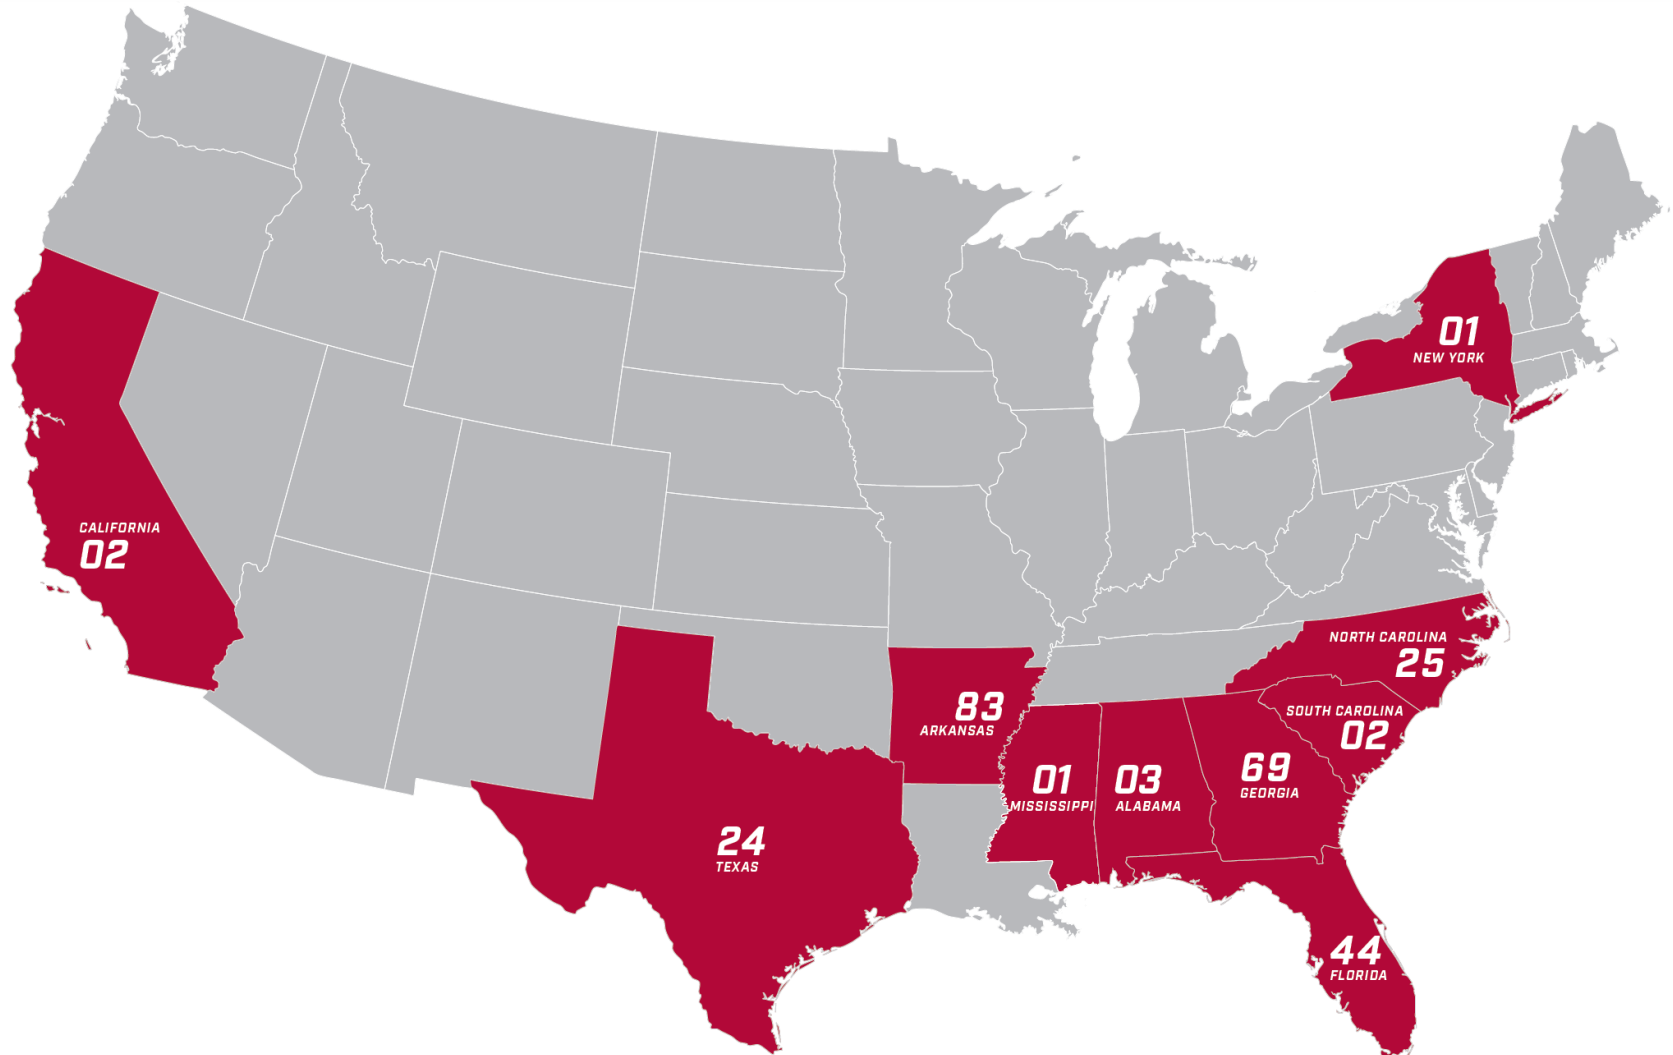 01
NEW YORK
CALIFORNIA
02
NORTH CAROLINA
25
83
ARKANSAS
SOUTH CAROLINA
02
01
MISSISSIPPI
03
ALABAMA
69
GEORGIA
24
TEXAS
44
FLORIDA